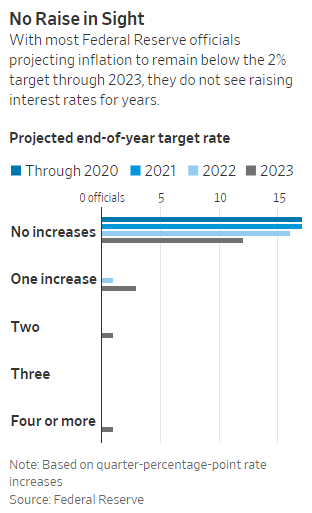 No Raise in Sight
With most Federal Reserve officials
projecting inflation to remain below the 2%
target through 2023, they do not see raising
interest rates for years.
Projected end-of-year target rate
Through 2020 2021 2022 2023
0 officials 5 10 15
No increases
One increase
Two
Three
Four or more
Note: Based on quarter-percentage-point rate
increases
Source: Federal Reserve